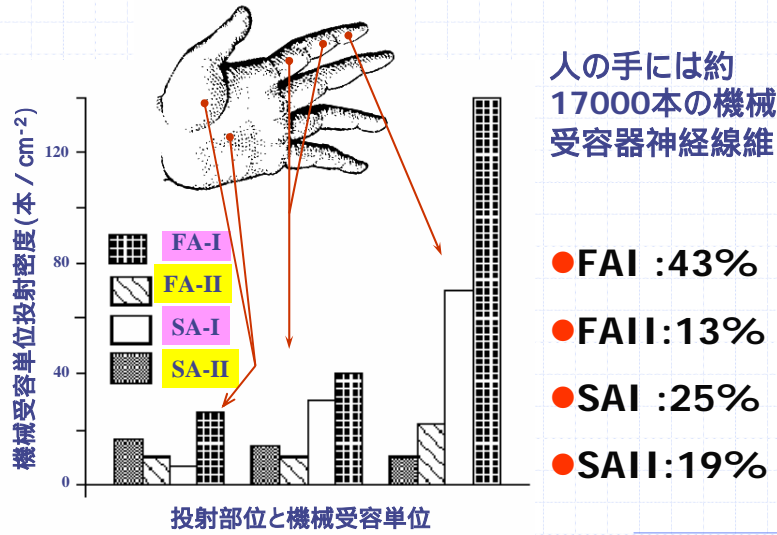 人の手には約
17000本の機械
受容器神経線維
機械受容単位投射密度(本 / cm-2)
120
80
40
0
FA-I
FA-II
SA-I
SA-II
投射部位と機械受容単位
●FAI :43%
●FAII:13%
●SAI :25%
●SAII:19%